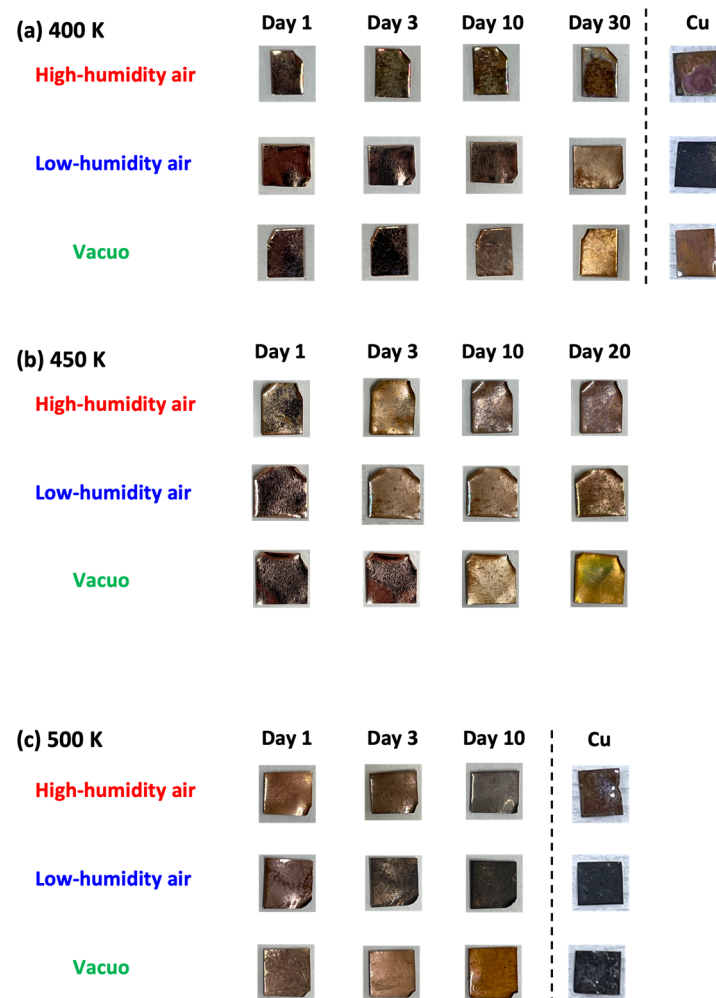 (a) 400 K
Day 1 Day 3 Day 10 Day 30 Cu
High-humidity air
Low-humidity air
Vacuo
(b) 450 K
Day 1 Day 3 Day 10 Day 20
High-humidity air
Low-humidity air
Vacuo
(c) 500 K
Day 1 Day 3 Day 10 Cu
High-humidity air
Low-humidity air
Vacuo